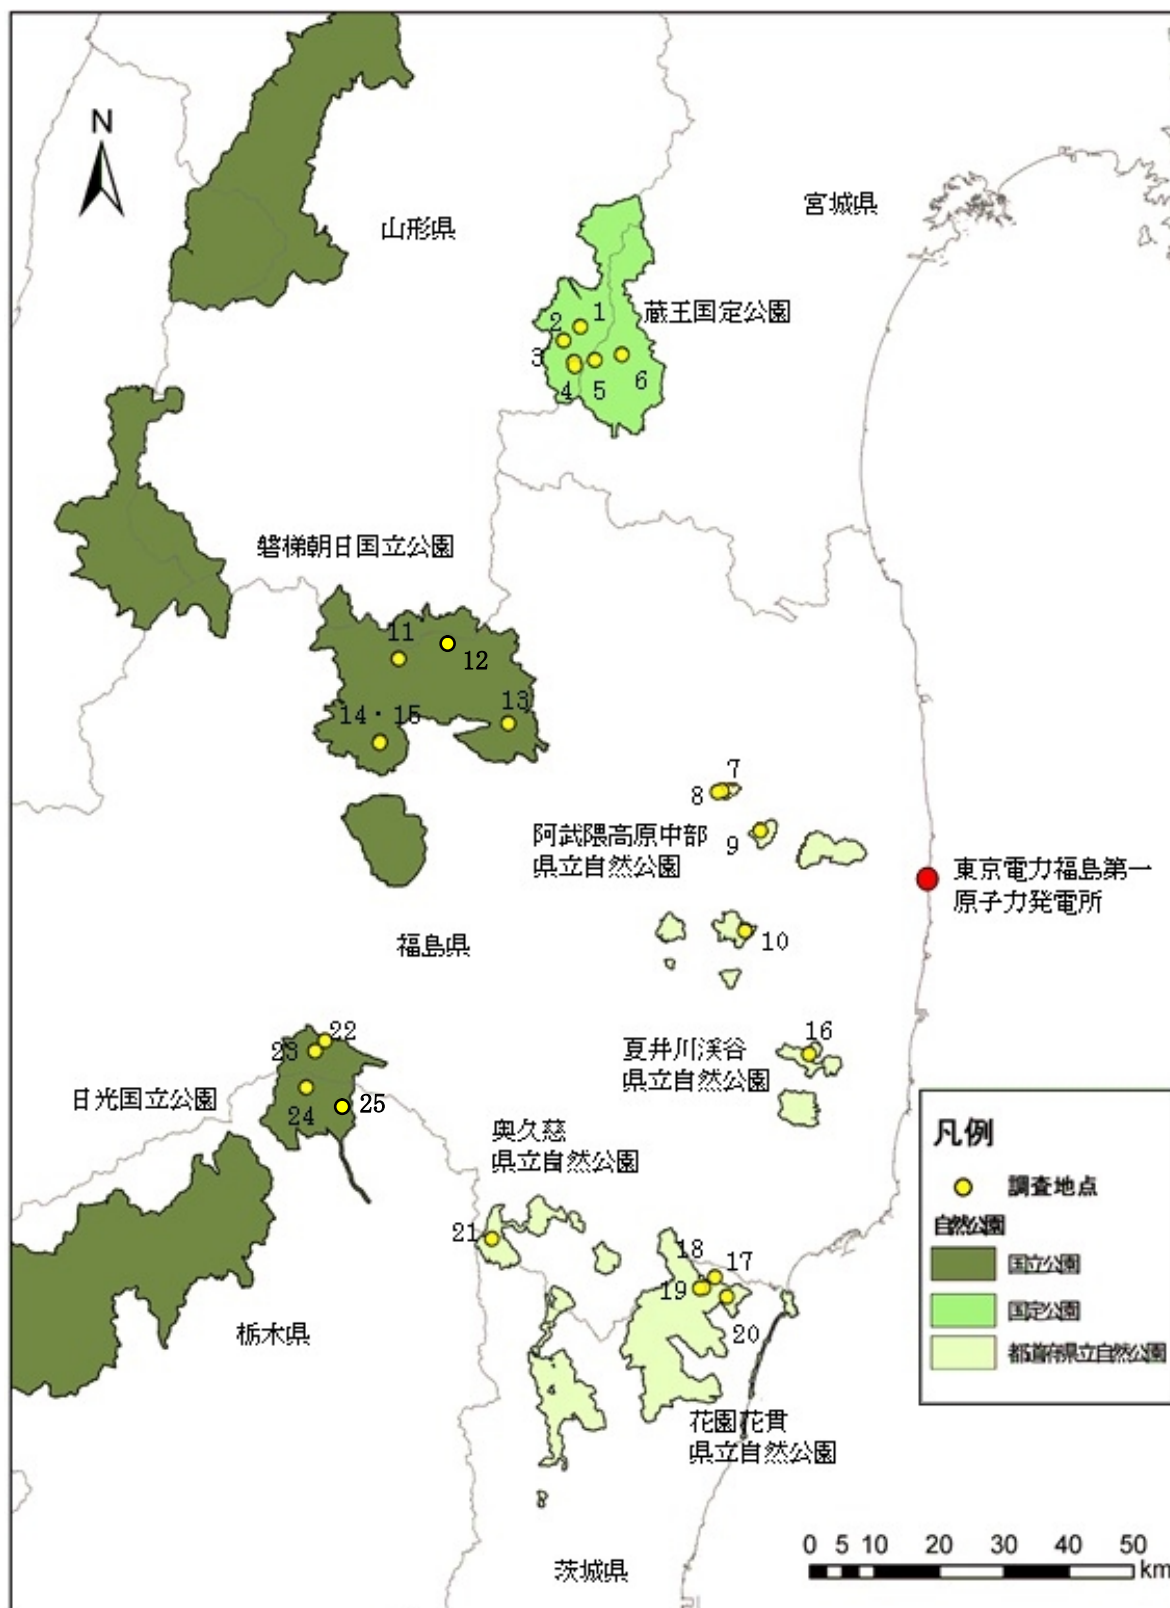 N
山形県
宮城県
蔵王国定公園
1
2
3
4
5
6
磐梯朝日国立公園
11
12
13
14・15
7
8
阿武隈高原中部
県立自然公園
9
東京電力福島第一
原子力発電所
福島県
10
22
23
夏井川渓谷
県立自然公園
16
日光国立公園
24
25
奥久慈
県立自然公園
21
18
17
19
20
栃木県
花園花貫
県立自然公園
茨城県
凡例
調査地点
自然公園
国立公園
国定公園
都道府県立自然公園
0 5 10 20 30 40 50
km